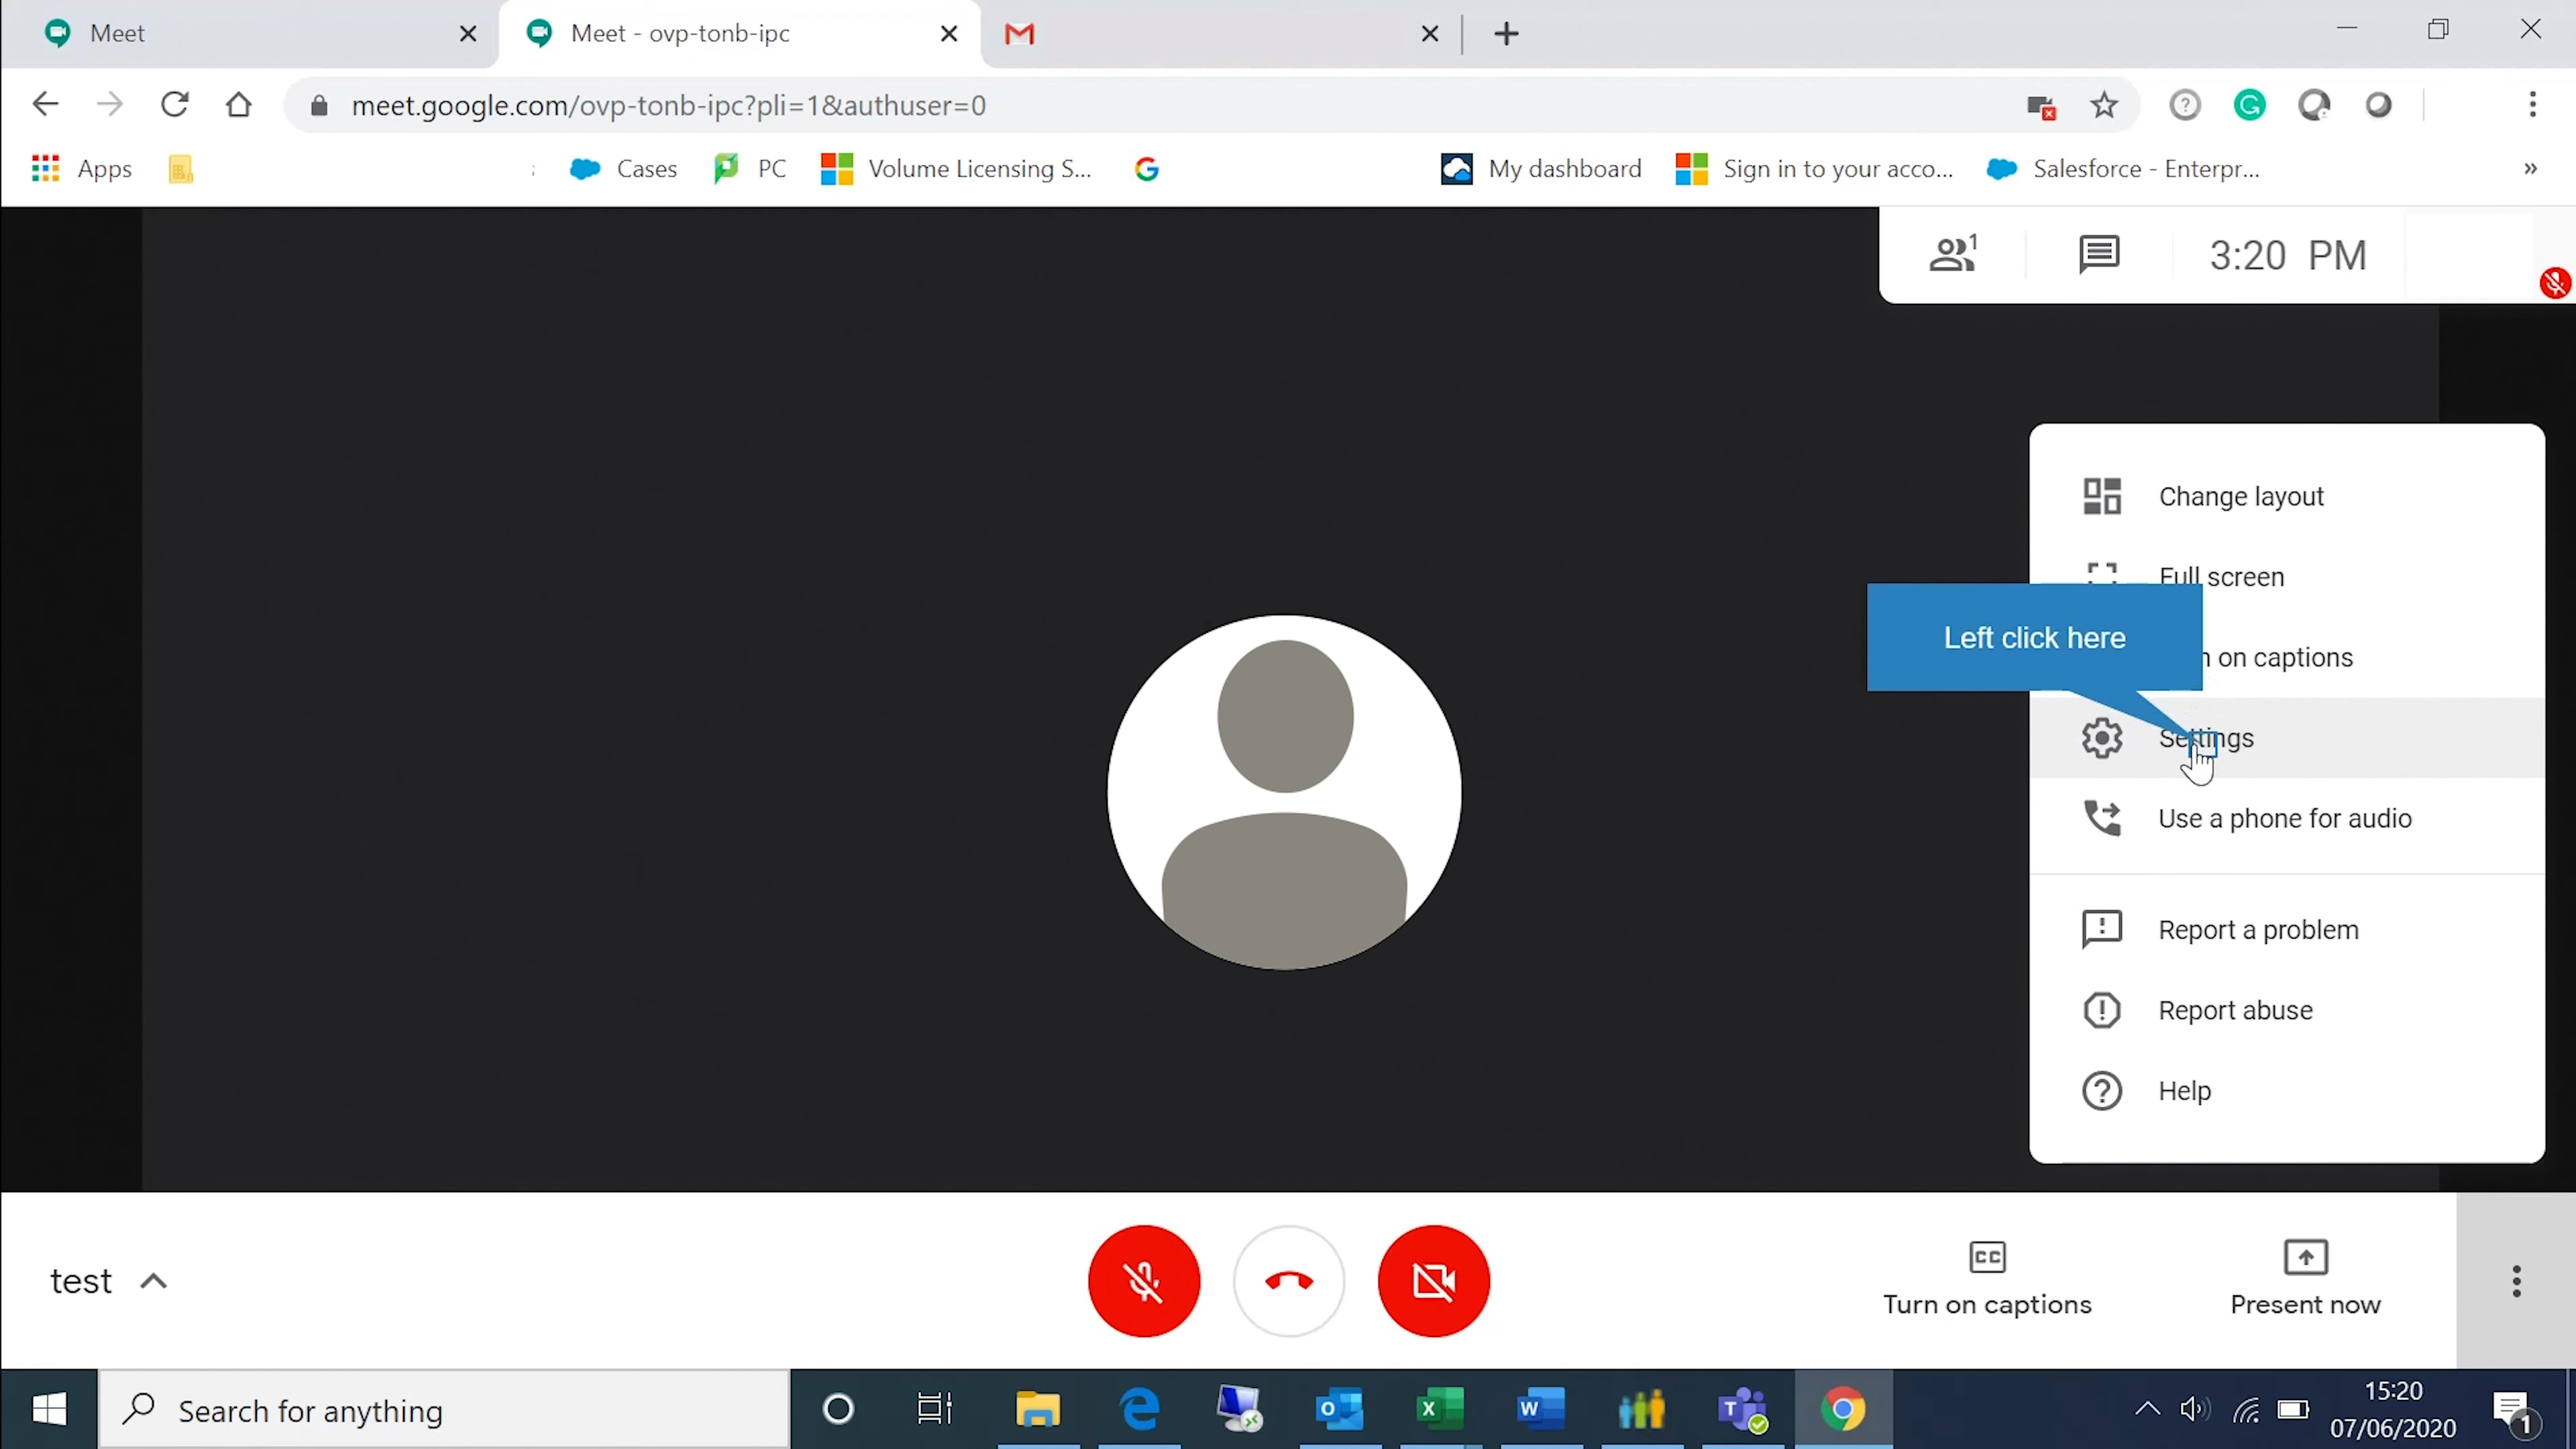 Meet
Meet - ovp-tonb-ipc
meet.google.com/ovp-tonb-ipc?pli=1&authuser=0
Apps
Cases
PC
Volume Licensing S...
My dashboard
Sign in to your acco...
Salesforce - Enterpr...
1
3:20 PM
Change layout
Full screen
Left click here
on captions
Settings
Use a phone for audio
Report a problem
Report abuse
Help
test
CC
Turn on captions
Present now
Search for anything
15:20
07/06/2020
1